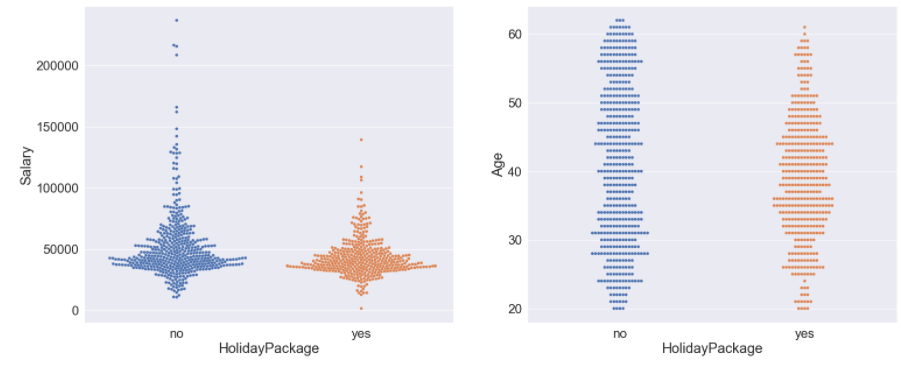 200000
150000
100000
50000
0
Salary
no yes
HolidayPackage
60
50
40
30
20
Age
no yes
HolidayPackage